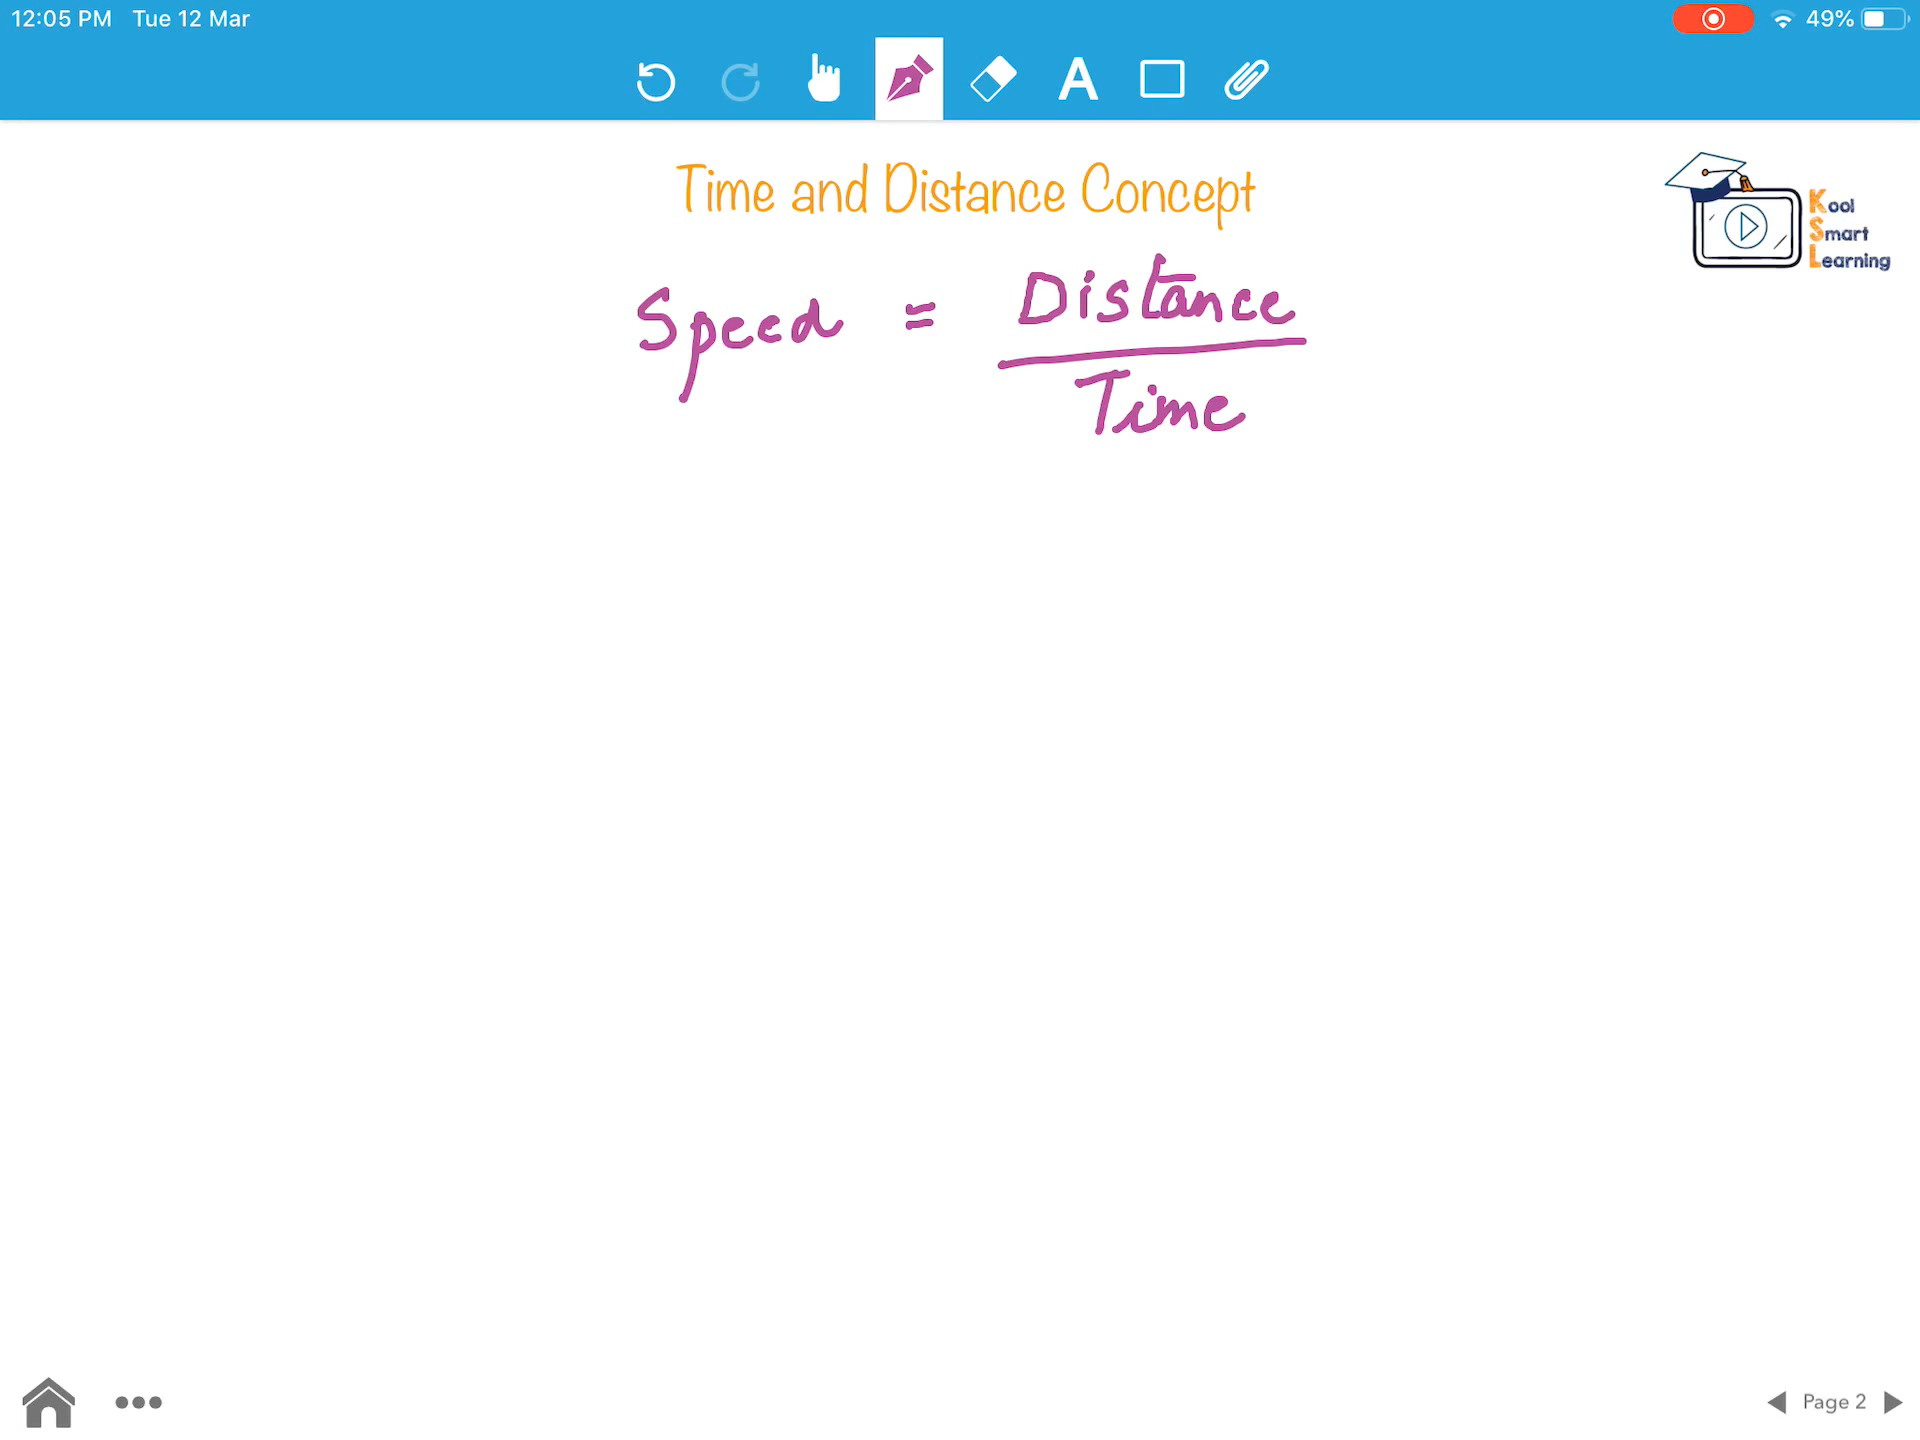 12:05 PM Tue 12 Mar
49%
A
Time and Distance Concept
Kool
Smart
Learning
Speed = Distance
Time
Page 2